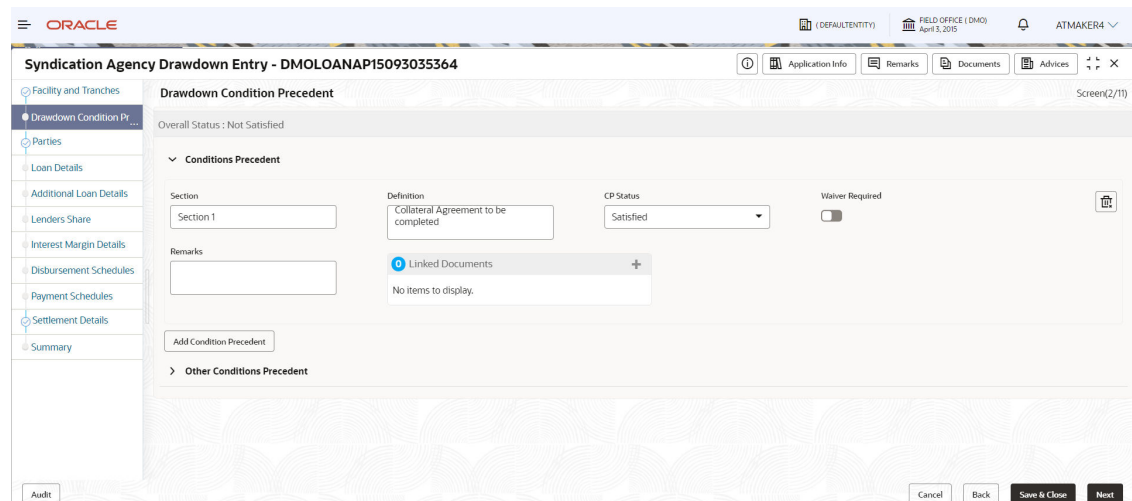 ORACLE
(DEFAULTENTITY)
FIELD OFFICE ( DMO)
April 3, 2015
ATMAKER4
Syndication Agency Drawdown Entry - DMOLOANAP15093035364
Application Info
Remarks
Documents
Advices
Facility and Tranches
Drawdown Condition Pr...
Parties
Loan Details
Additional Loan Details
Lenders Share
Interest Margin Details
Disbursement Schedules
Payment Schedules
Settlement Details
Summary
Drawdown Condition Precedent
Screen(2/11)
Overall Status : Not Satisfied
Conditions Precedent
Section
Section 1
Definition
Collateral Agreement to be
completed
CP Status
Satisfied
Waiver Required
Remarks
0 Linked Documents
No items to display.
Add Condition Precedent
Other Conditions Precedent
Audit
Cancel
Back
Save & Close
Next